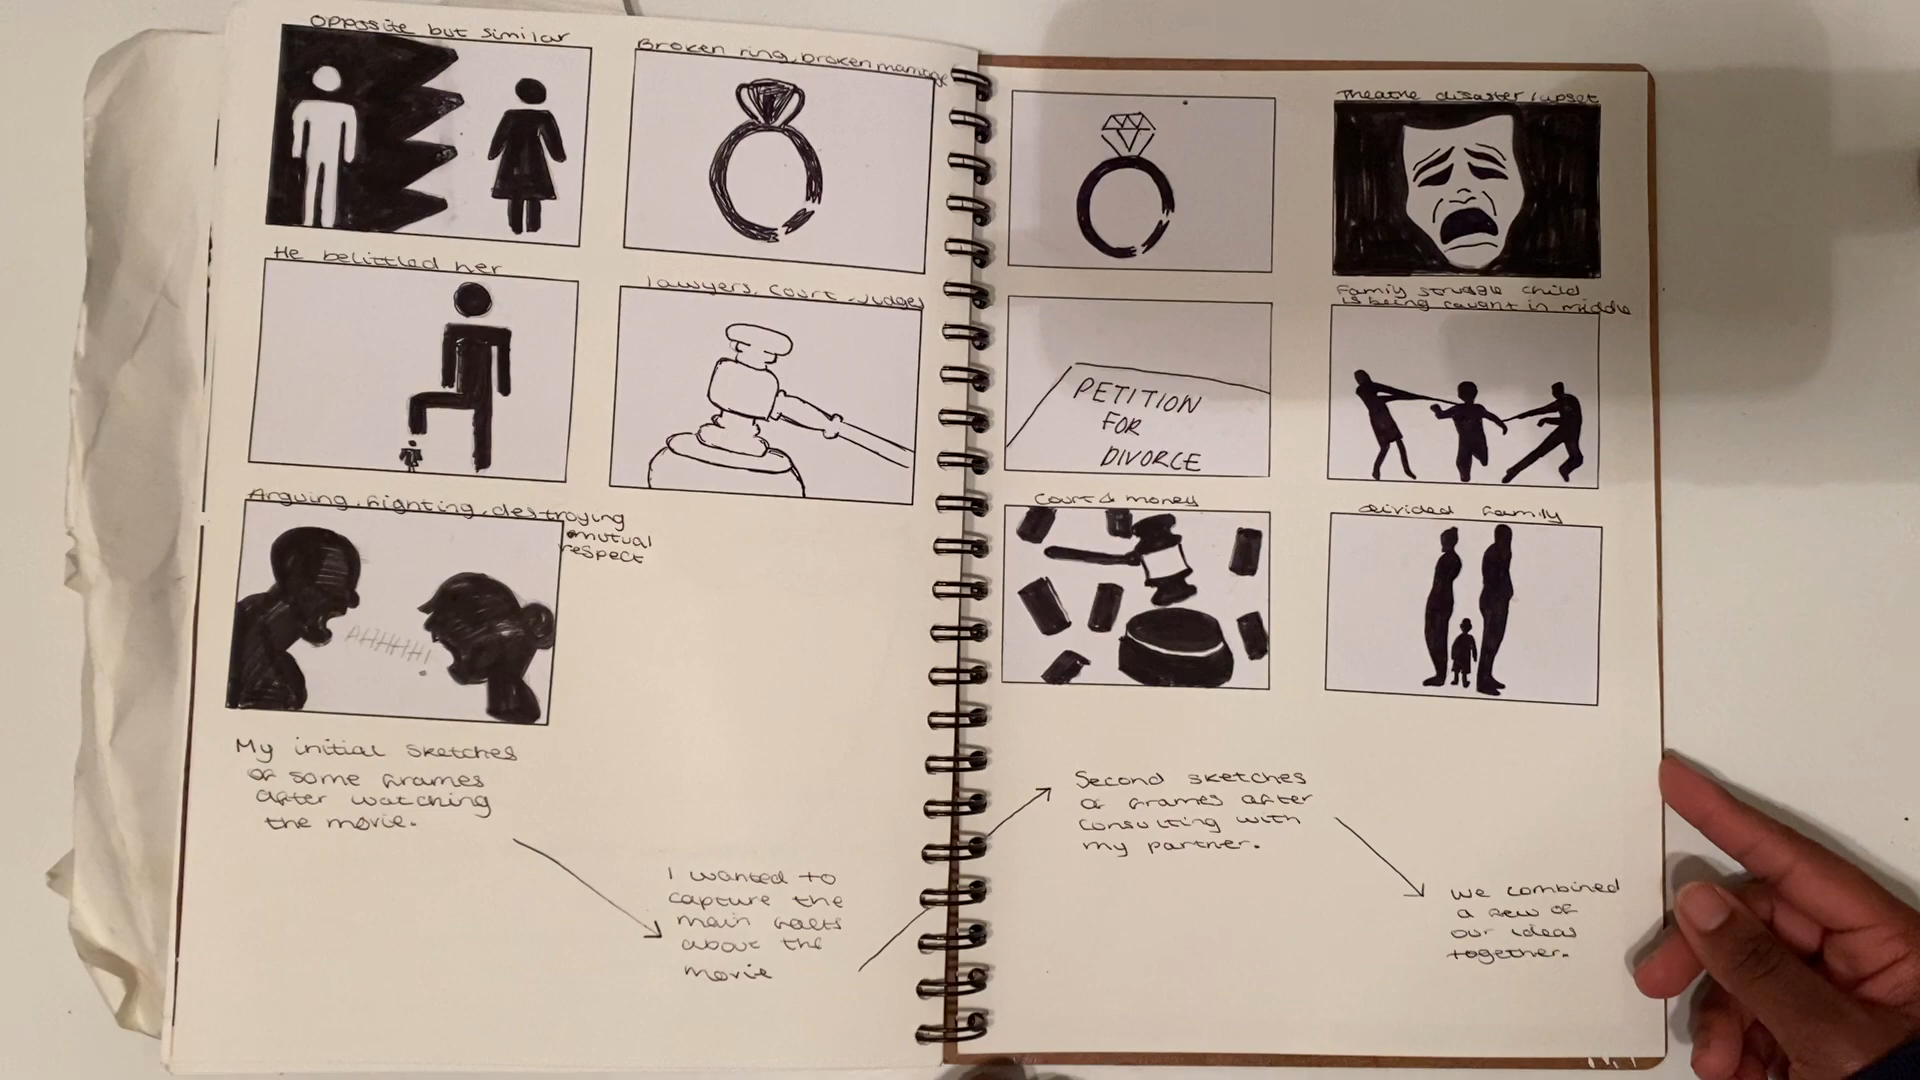 Opposite but similar
Broken ring, broken marriage
He belittled her
lawyers, court, judges
Arguing, fighting, destroying
mutual
respect
AHHHHH!
My initial sketches
of some frames
after watching
the movie.
I wanted to
capture the
main facts
about the
movie
Theatre disaster/upset
PETITION
FOR
DIVORCE
Family struggle child
is being caught in middle
Court & money
divided family
Second sketches
of frames after
consulting with
my partner.
we combined
a few of
our ideas
together.